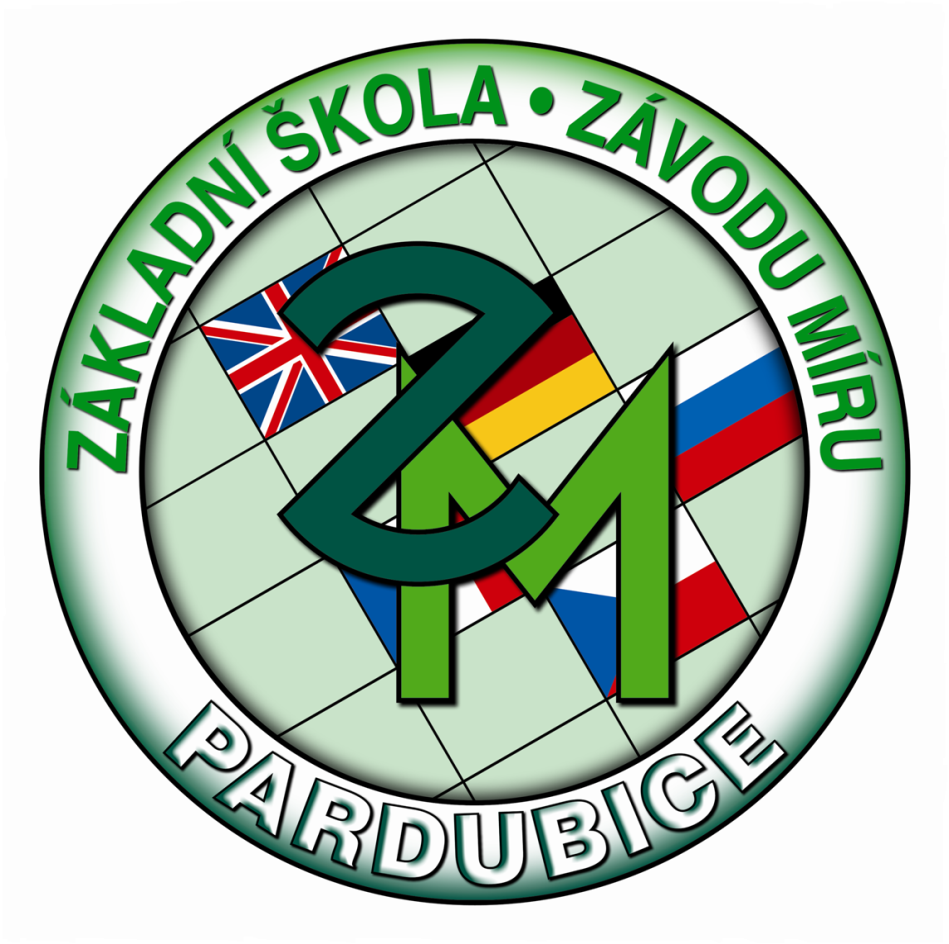 ZÁKLADNÍ ŠKOLA • ZÁVODU MÍRU
ZM
PARDUBICE